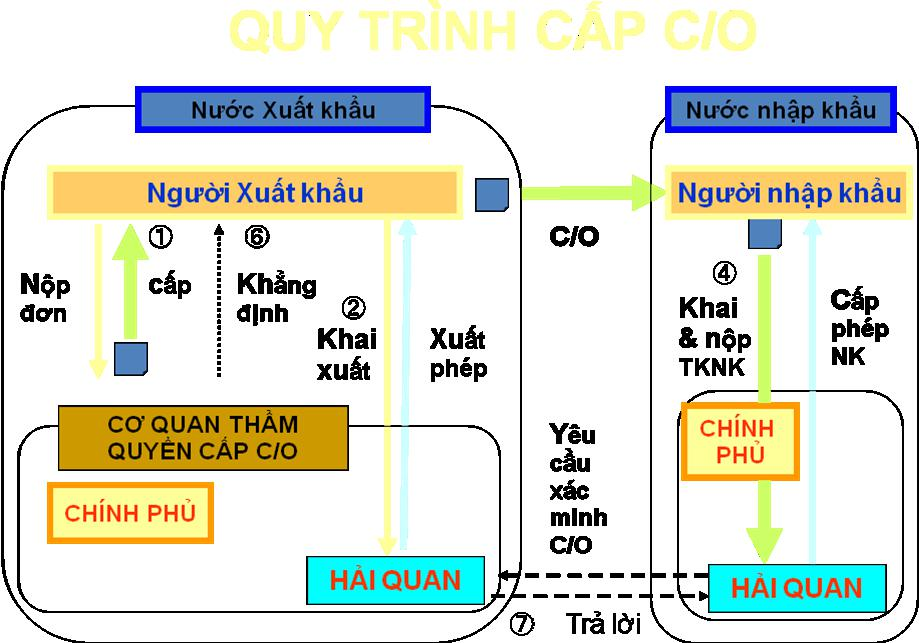 QUY TRÌNH CẤP C/O
Nước Xuất khẩu
Nước nhập khẩu
Người Xuất khẩu
Người nhập khẩu
C/O
①
⑥
Nộp
đơn
cấp
Khẳng
định
②
Khai
xuất
Xuất
phép
④
Khai
& nộp
TKNK
Cấp
phép
NK
CƠ QUAN THẨM
QUYỀN CẤP C/O
CHÍNH PHỦ
HẢI QUAN
Yêu
cầu
xác
minh
C/O
CHÍNH
PHỦ
HẢI QUAN
⑦ Trả lời